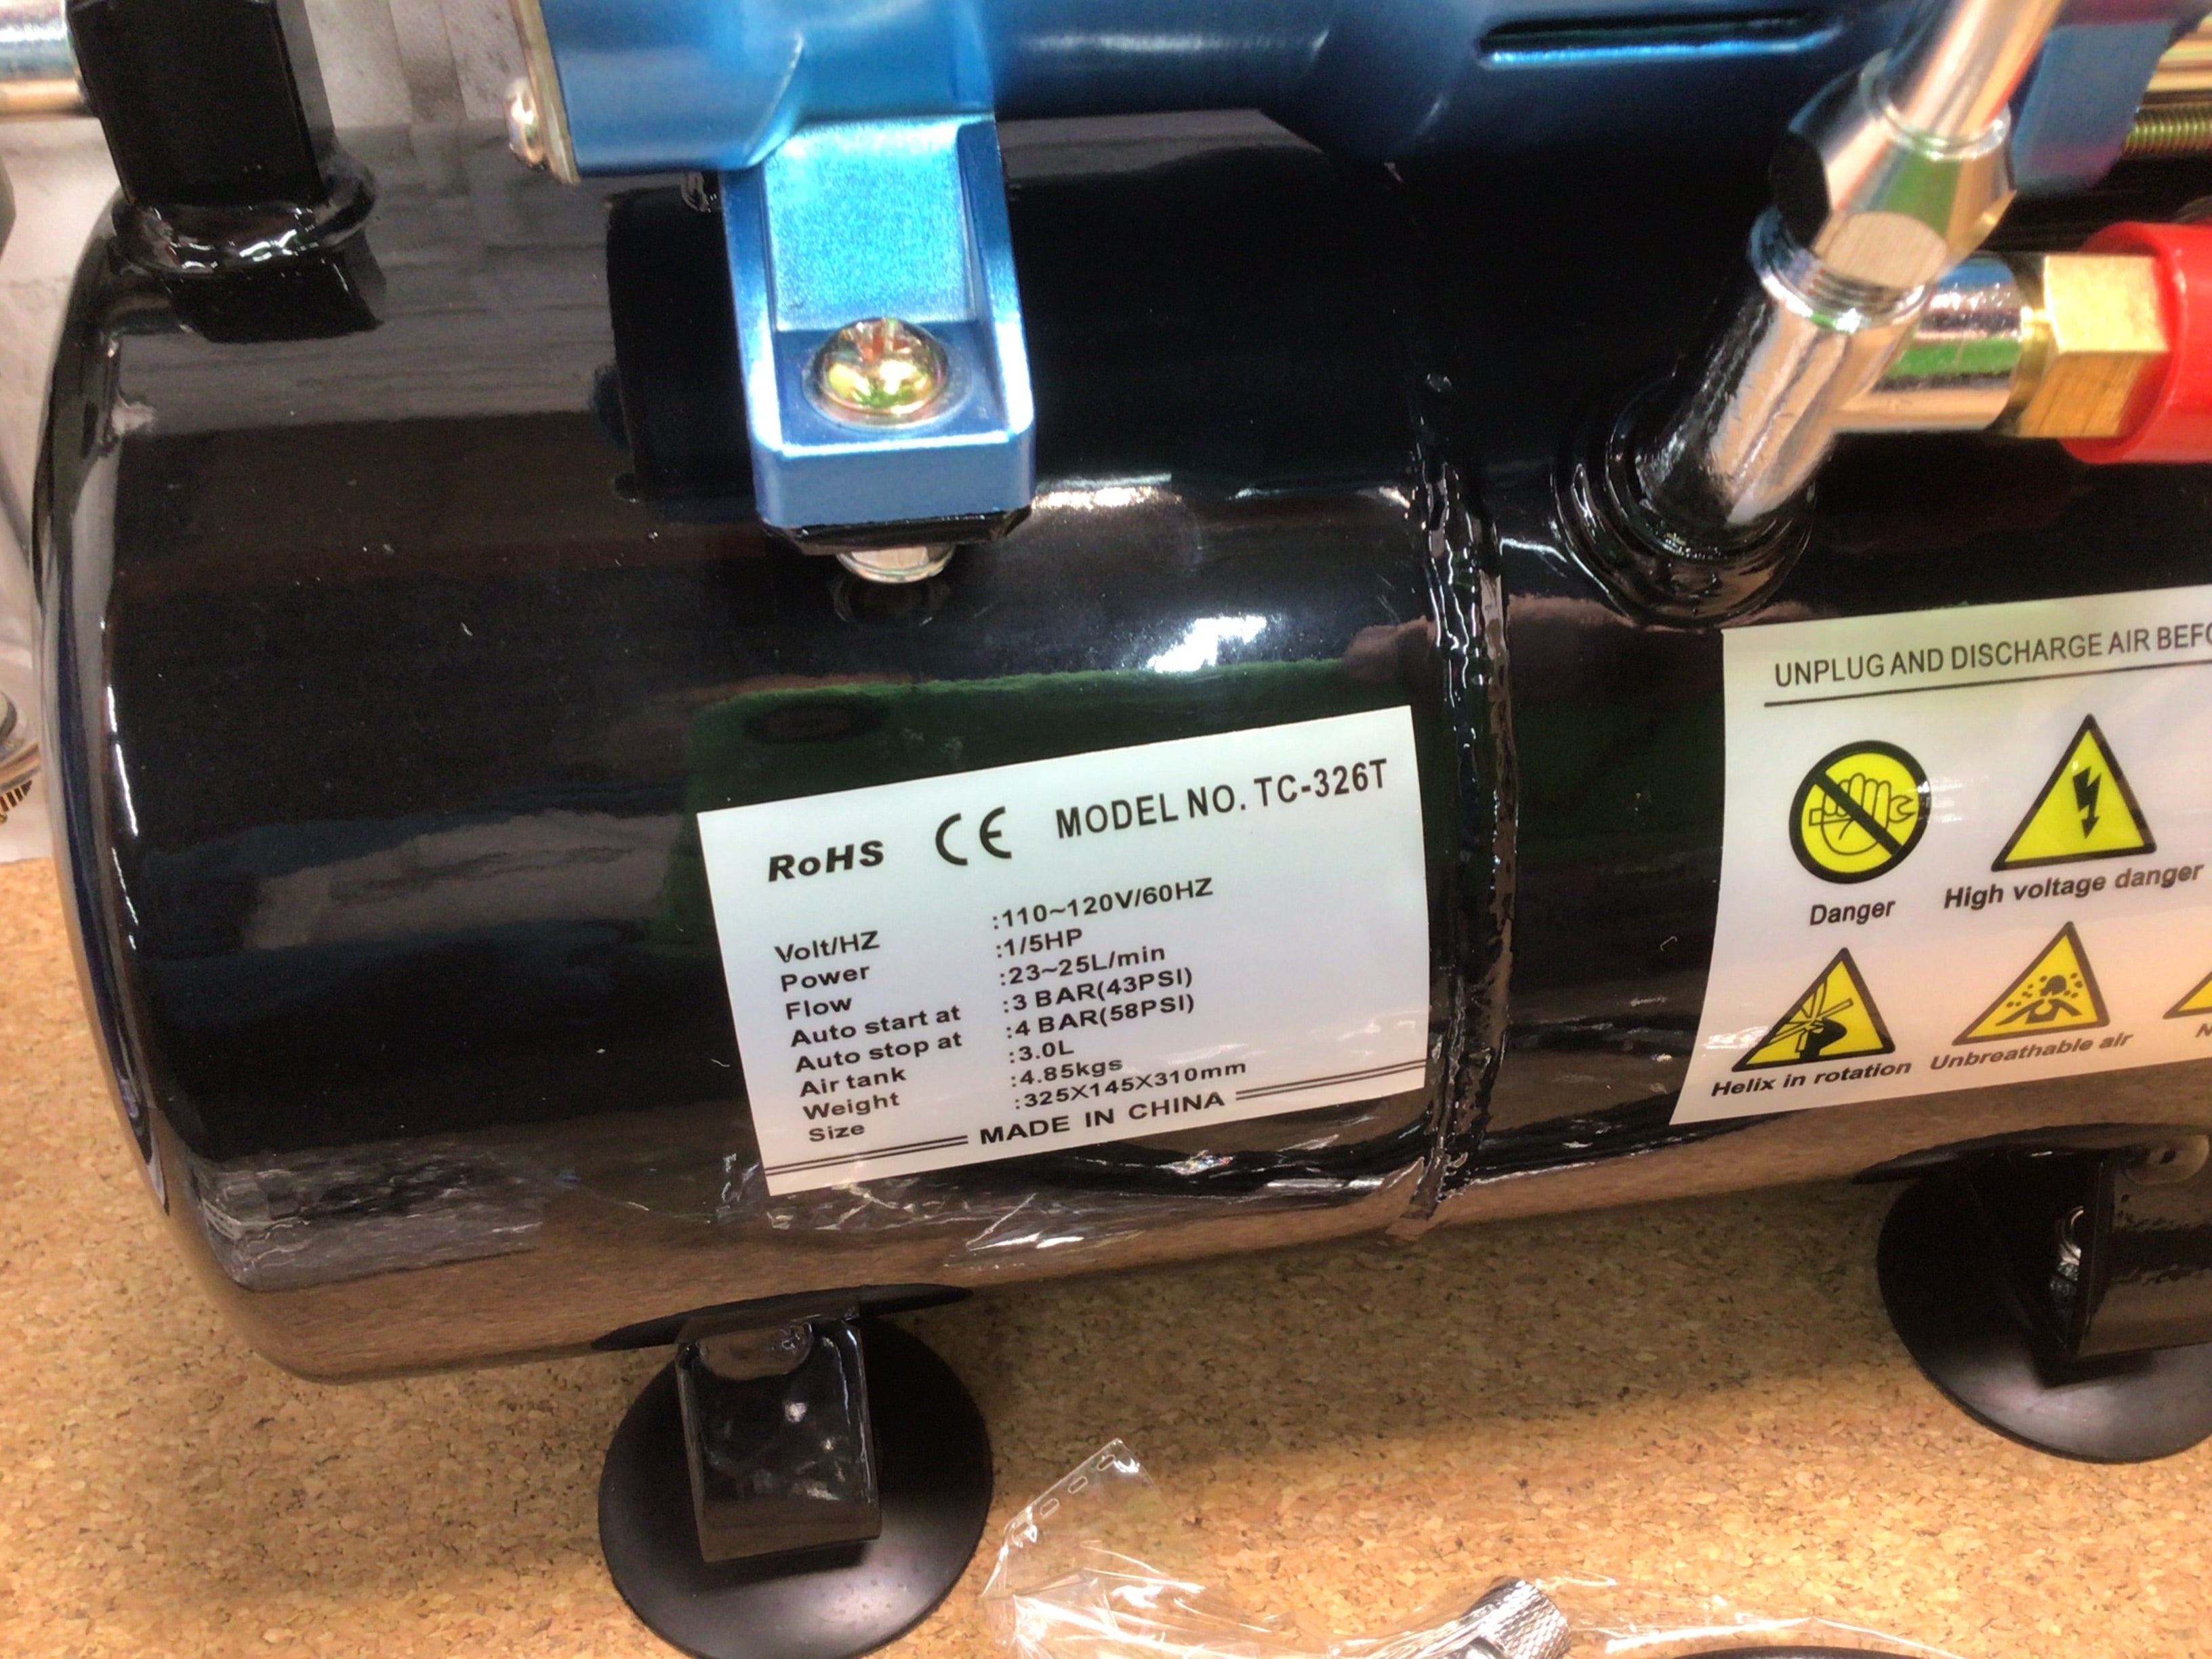 RoHS CE MODEL NO. TC-326T
Volt/HZ :110~120V/60HZ
Power :1/5HP
Flow :23~25L/min
Auto start at :3 BAR(43PSI)
Auto stop at :4 BAR(58PSI)
Air tank :3.0L
Weight :4.85kgs
Size :325X145X310mm
MADE IN CHINA
UNPLUG AND DISCHARGE AIR
Danger
High voltage danger
Helix in rotation
Unbreathable air